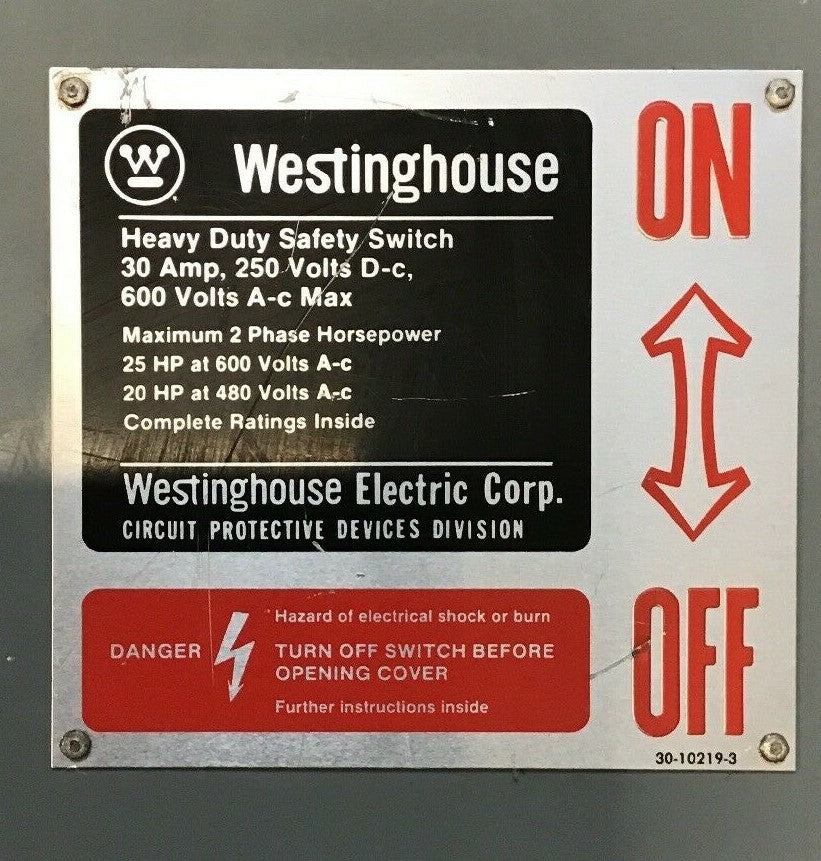 W
Westinghouse
Heavy Duty Safety Switch
30 Amp, 250 Volts D-c,
600 Volts A-c Max
Maximum 2 Phase Horsepower
25 HP at 600 Volts A-c
20 HP at 480 Volts A-c
Complete Ratings Inside
Westinghouse Electric Corp.
CIRCUIT PROTECTIVE DEVICES DIVISION
DANGER
Hazard of electrical shock or burn
TURN OFF SWITCH BEFORE
OPENING COVER
Further instructions inside
ON
OFF
30-10219-3